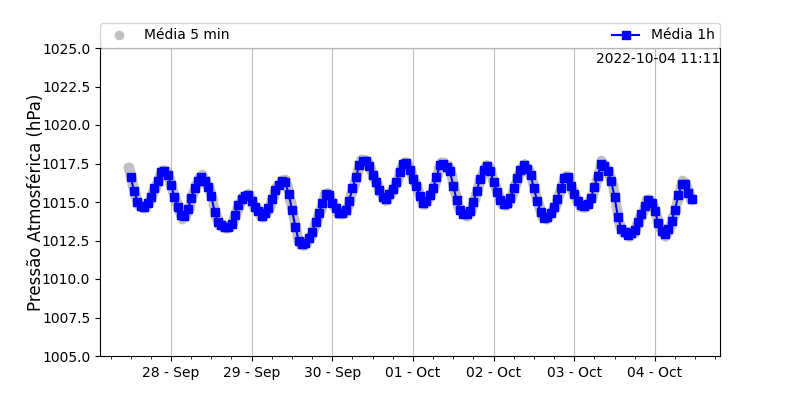 Média 5 min
Média 1h
2022-10-04 11:11
Pressão Atmosférica (hPa)
1025.0
1022.5
1020.0
1017.5
1015.0
1012.5
1010.0
1007.5
1005.0
28 - Sep
29 - Sep
30 - Sep
01 - Oct
02 - Oct
03 - Oct
04 - Oct